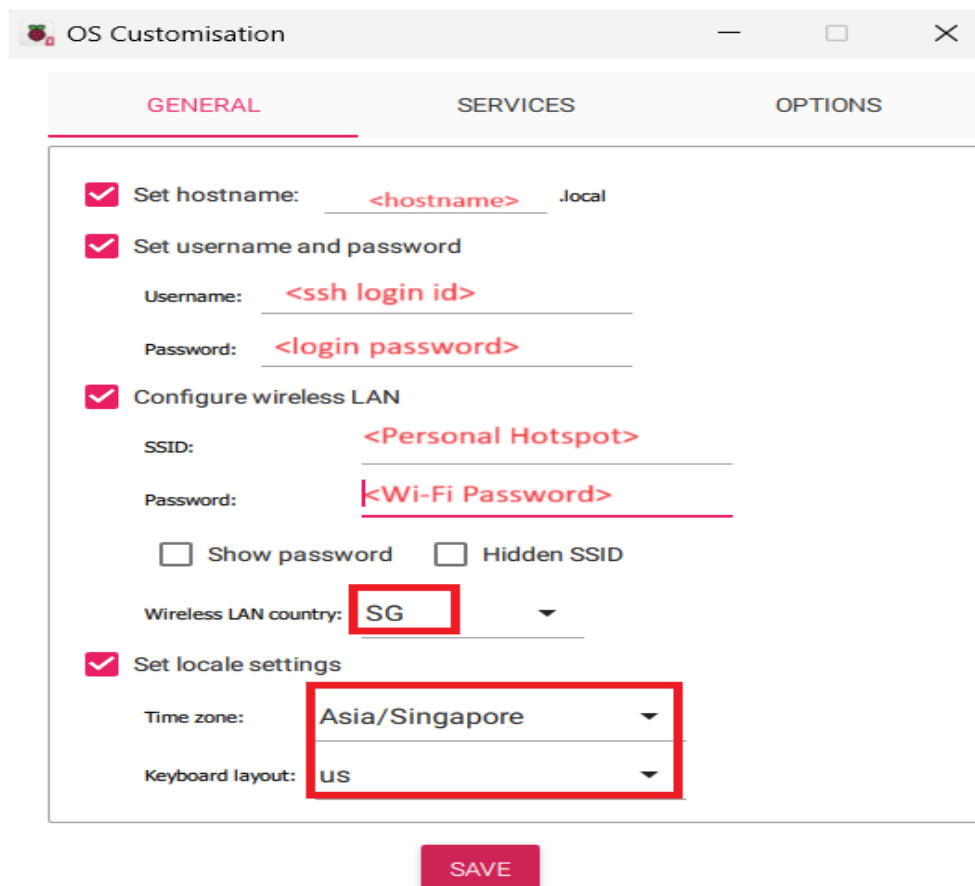 OS Customisation
GENERAL SERVICES OPTIONS
Set hostname: <hostname> .local
Set username and password
Username: <ssh login id>
Password: <login password>
Configure wireless LAN
SSID: <Personal Hotspot>
Password: <Wi-Fi Password>
Show password Hidden SSID
Wireless LAN country: SG
Set locale settings
Time zone: Asia/Singapore
Keyboard layout: us
SAVE